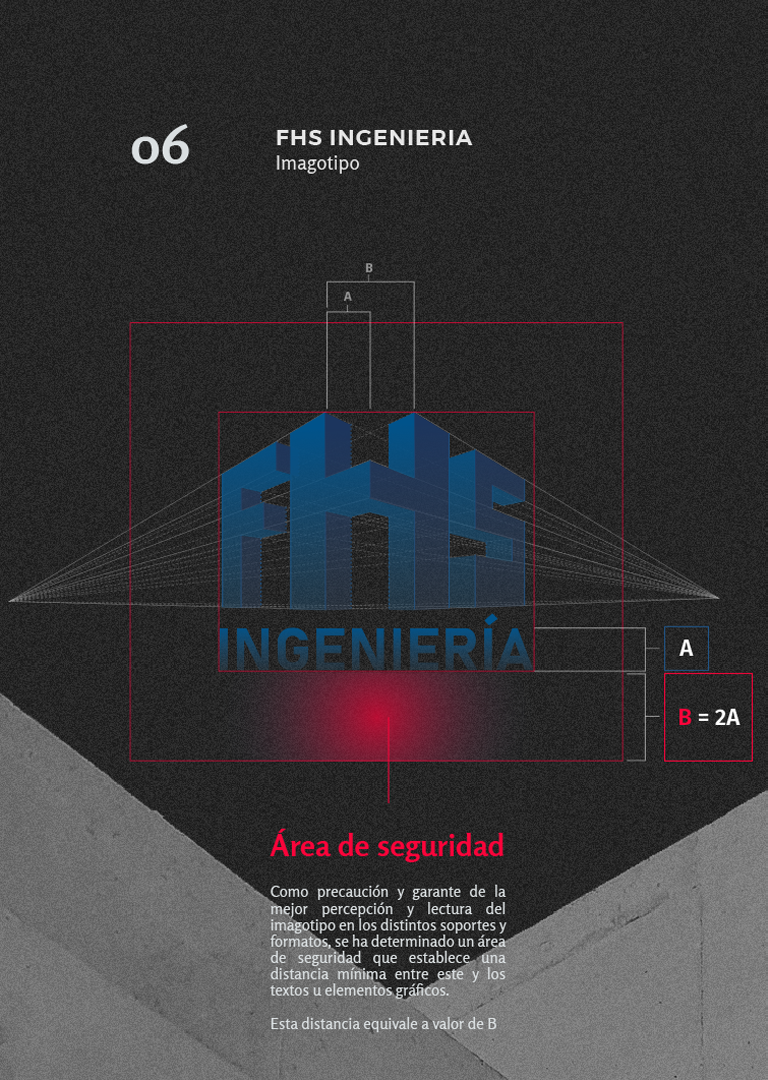 06
FHS INGENIERIA
Imagotipo
B
A
FHS
INGENIERÍA
A
B = 2A
Área de seguridad
Como precaución y garante de la
mejor percepción y lectura del
imagotipo en los distintos soportes y
formatos, se ha determinado un área
de seguridad que establece una
distancia mínima entre este y los
textos u elementos gráficos.
Esta distancia equivale a valor de B